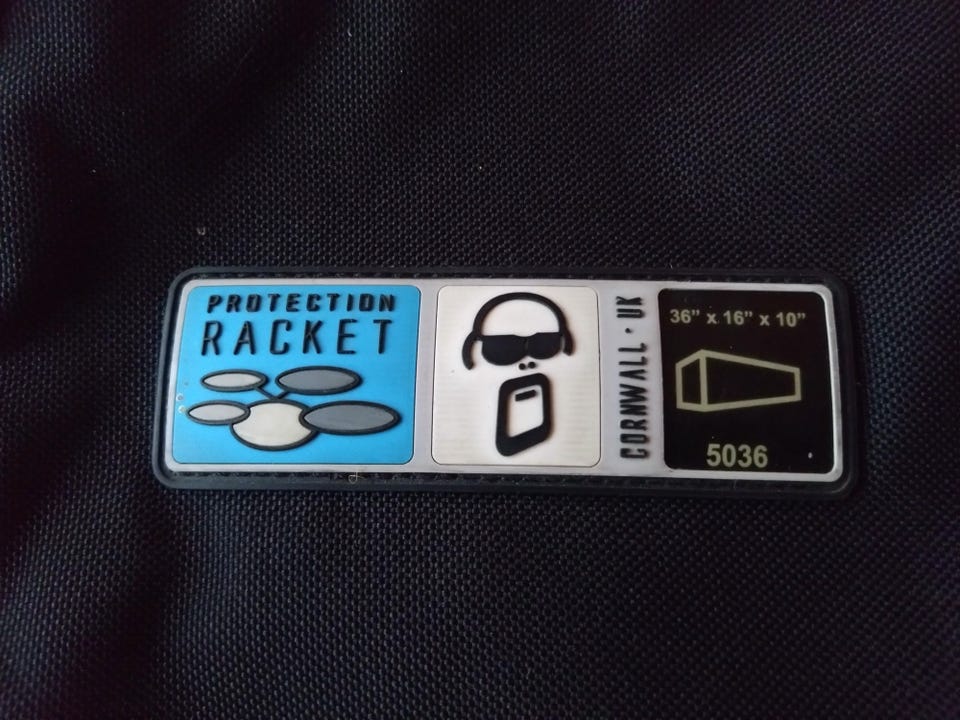 PROTECTION
RACKET
CORNWALL · UK
36” x 16” x 10”
5036